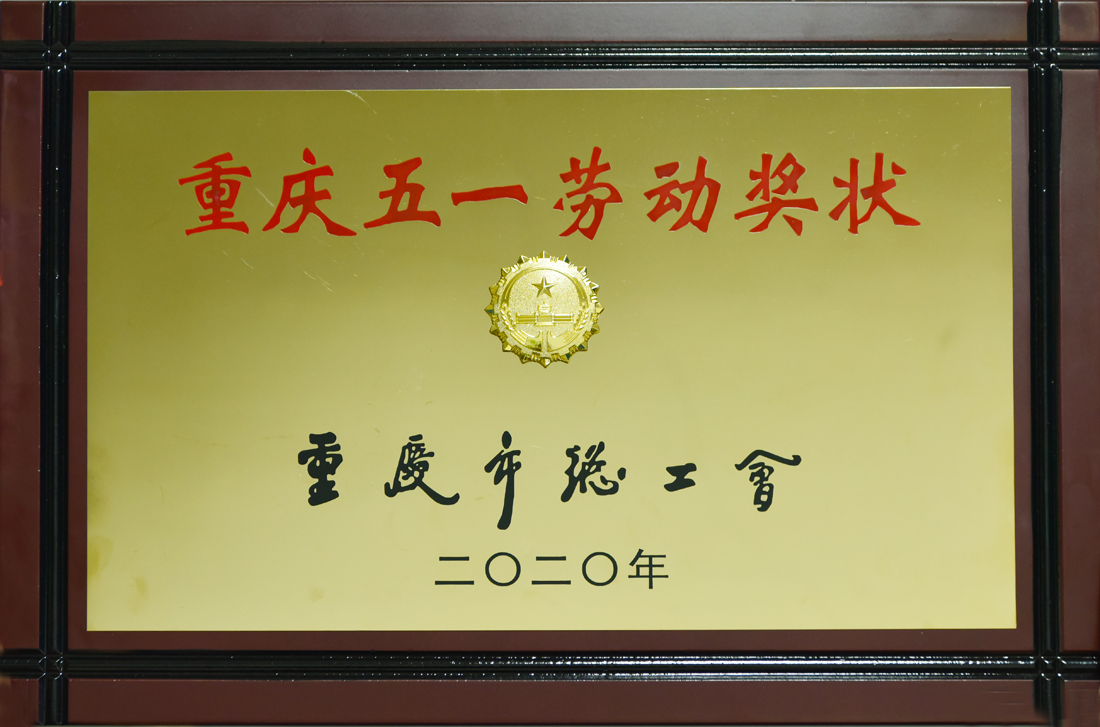 重庆五一劳动奖状
重慶市總工會
二〇二〇年